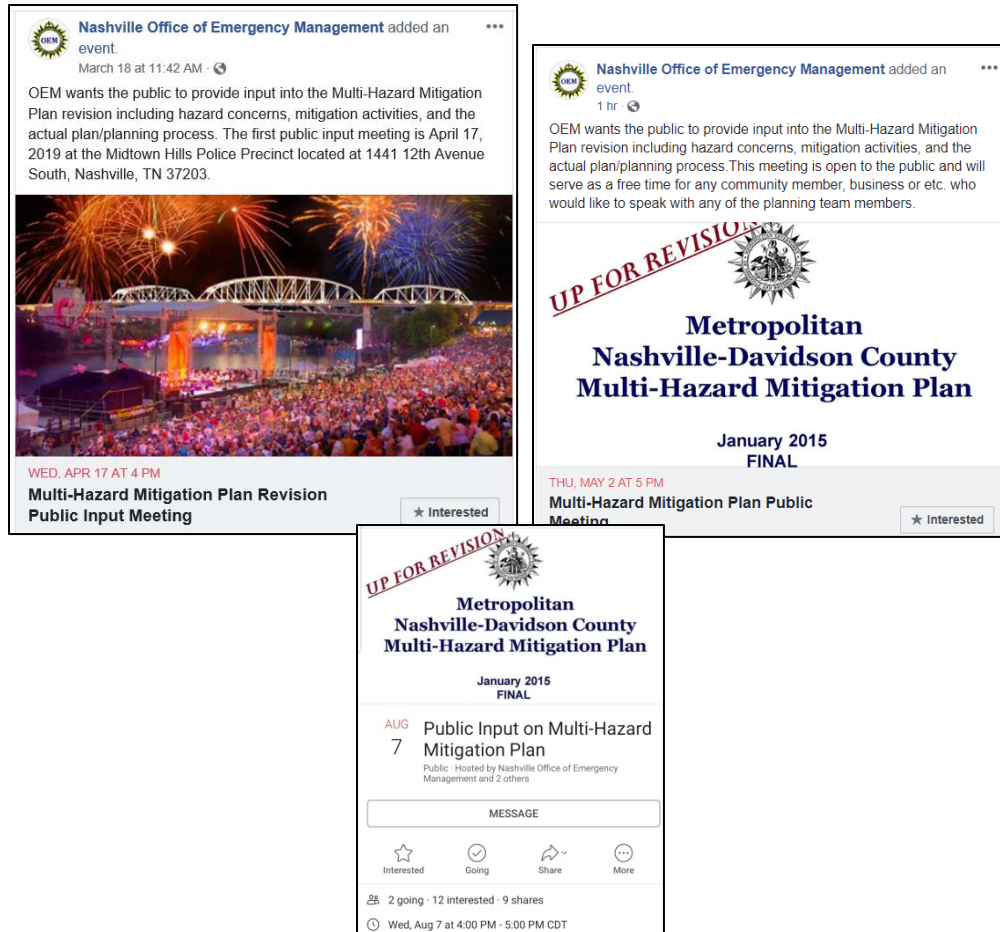 OEM
Nashville Office of Emergency Management added an
event.
March 18 at 11:42 AM ·
OEM wants the public to provide input into the Multi-Hazard Mitigation
Plan revision including hazard concerns, mitigation activities, and the
actual plan/planning process. The first public input meeting is April 17,
2019 at the Midtown Hills Police Precinct located at 1441 12th Avenue
South, Nashville, TN 37203.
WED, APR 17 AT 4 PM
Multi-Hazard Mitigation Plan Revision
Public Input Meeting
★ Interested
OEM
Nashville Office of Emergency Management added an
event.
1 hr ·
OEM wants the public to provide input into the Multi-Hazard Mitigation
Plan revision including hazard concerns, mitigation activities, and the
actual plan/planning process.This meeting is open to the public and will
serve as a free time for any community member, business or etc. who
would like to speak with any of the planning team members.
UP FOR REVISION
Metropolitan
Nashville-Davidson County
Multi-Hazard Mitigation Plan
January 2015
FINAL
THU, MAY 2 AT 5 PM
Multi-Hazard Mitigation Plan Public
Meeting
★ Interested
UP FOR REVISION
Metropolitan
Nashville-Davidson County
Multi-Hazard Mitigation Plan
January 2015
FINAL
AUG
7
Public Input on Multi-Hazard
Mitigation Plan
Public · Hosted by Nashville Office of Emergency
Management and 2 others
MESSAGE
Interested
Going
Share
More
2 going · 12 interested · 9 shares
Wed, Aug 7 at 4:00 PM - 5:00 PM CDT